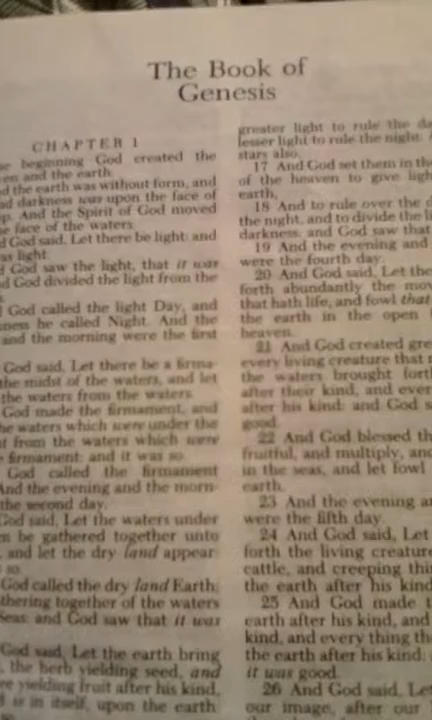 The Book of
Genesis
CHAPTER 1
beginning God created the
and the earth.
the earth was without form, and
darkness was upon the face of
And the Spirit of God moved
face of the waters.
God said, Let there be light: and
light.
God saw the light, that it was
God divided the light from the
God called the light Day, and
he called Night. And the
and the morning were the first
God said, Let there be a firma-
the midst of the waters, and let
the waters from the waters.
God made the firmament, and
the waters which were under the
from the waters which were
firmament: and it was so.
God called the firmament
And the evening and the morn-
the second day.
God said, Let the waters under
be gathered together unto
and let the dry land appear:
so.
God called the dry land Earth;
gathering together of the waters
Seas: and God saw that it was
God said, Let the earth bring
the herb yielding seed, and
yielding fruit after his kind,
is in itself, upon the earth
greater light to rule the
lesser light to rule the night:
stars also.
17 And God set them in the
of the heaven to give
earth,
18 And to rule over the
the night, and to divide the
darkness: and God saw that
19 And the evening and
were the fourth day.
20 And God said, Let the
forth abundantly the
that hath life, and fowl that
the earth in the open
heaven.
21 And God created
every living creature that
the waters brought forth
after their kind, and
after his kind: and God
good.
22 And God blessed
fruitful, and multiply, and
in the seas, and let fowl
earth.
23 And the evening
were the fifth day.
24 And God said, Let
forth the living creature
cattle, and creeping
the earth after his kind
25 And God made
earth after his kind, and
kind, and every thing
the earth after his kind:
it was good.
26 And God said, Let
our image, after our